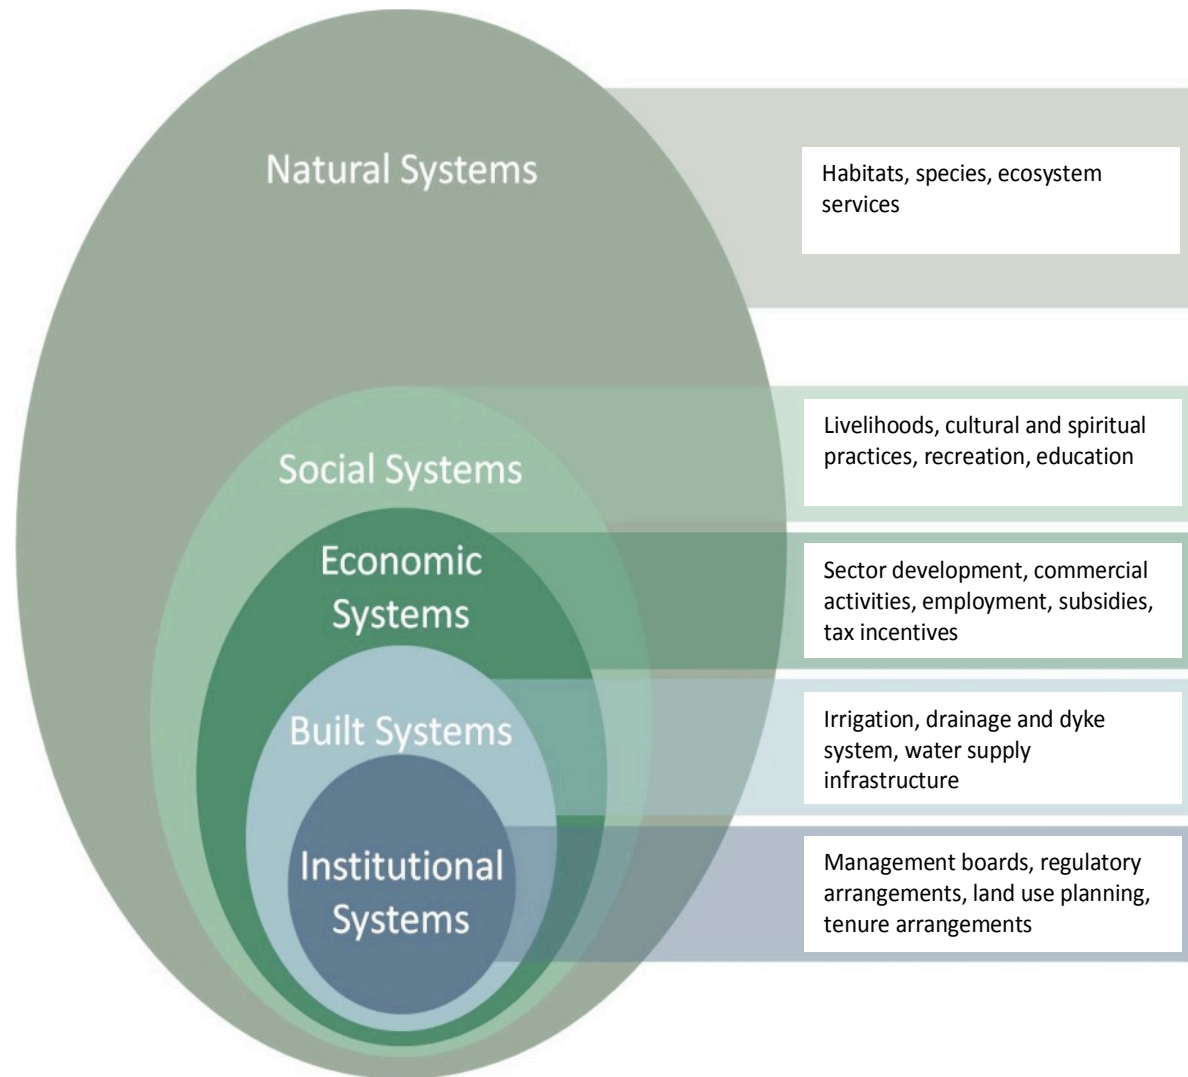 Natural Systems
Habitats, species, ecosystem
services
Social Systems
Livelihoods, cultural and spiritual
practices, recreation, education
Economic
Systems
Sector development, commercial
activities, employment, subsidies,
tax incentives
Built Systems
Irrigation, drainage and dyke
system, water supply
infrastructure
Institutional
Systems
Management boards, regulatory
arrangements, land use planning,
tenure arrangements